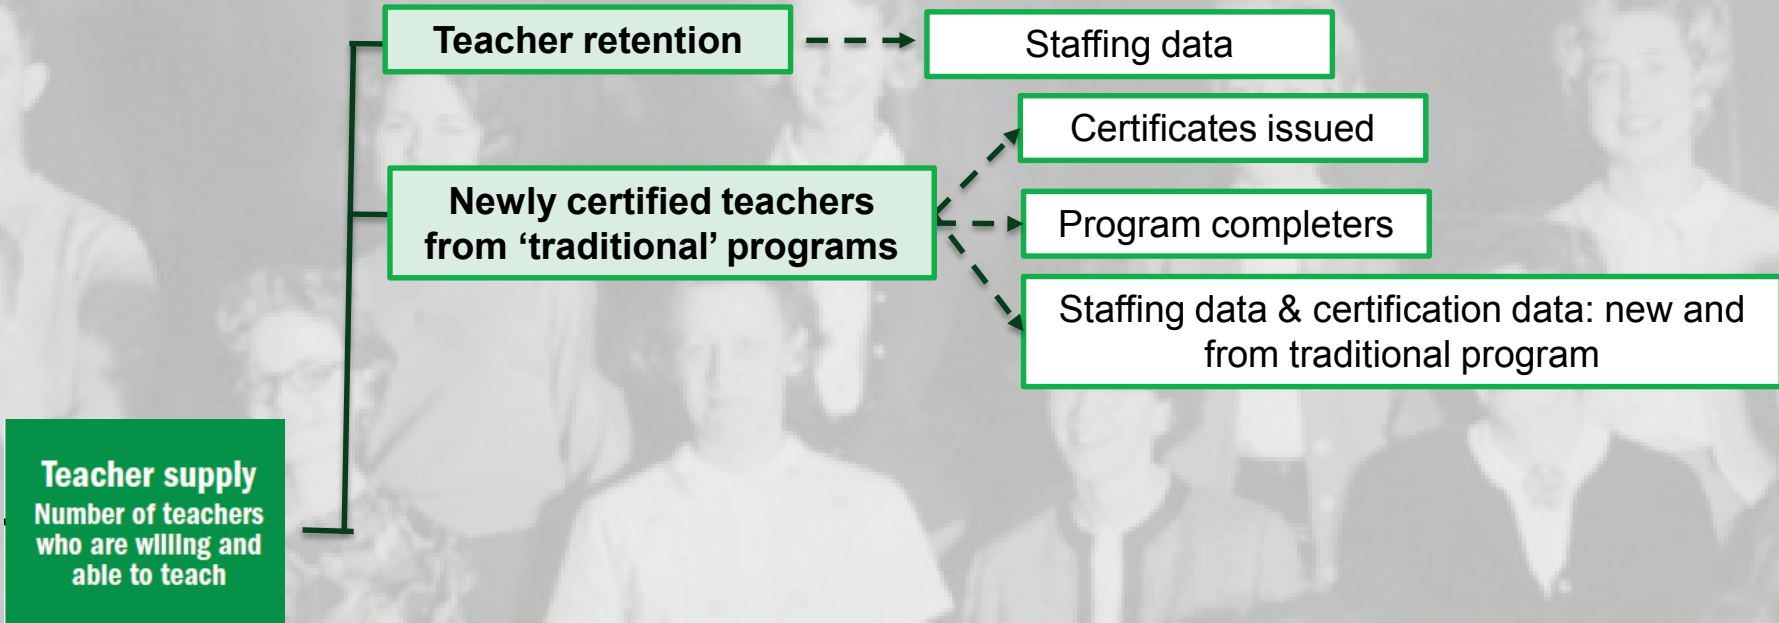 Teacher retention
Staffing data
Certificates issued
Newly certified teachers
from ‘traditional’ programs
Program completers
Staffing data & certification data: new and
from traditional program
Teacher supply
Number of teachers
who are willing and
able to teach